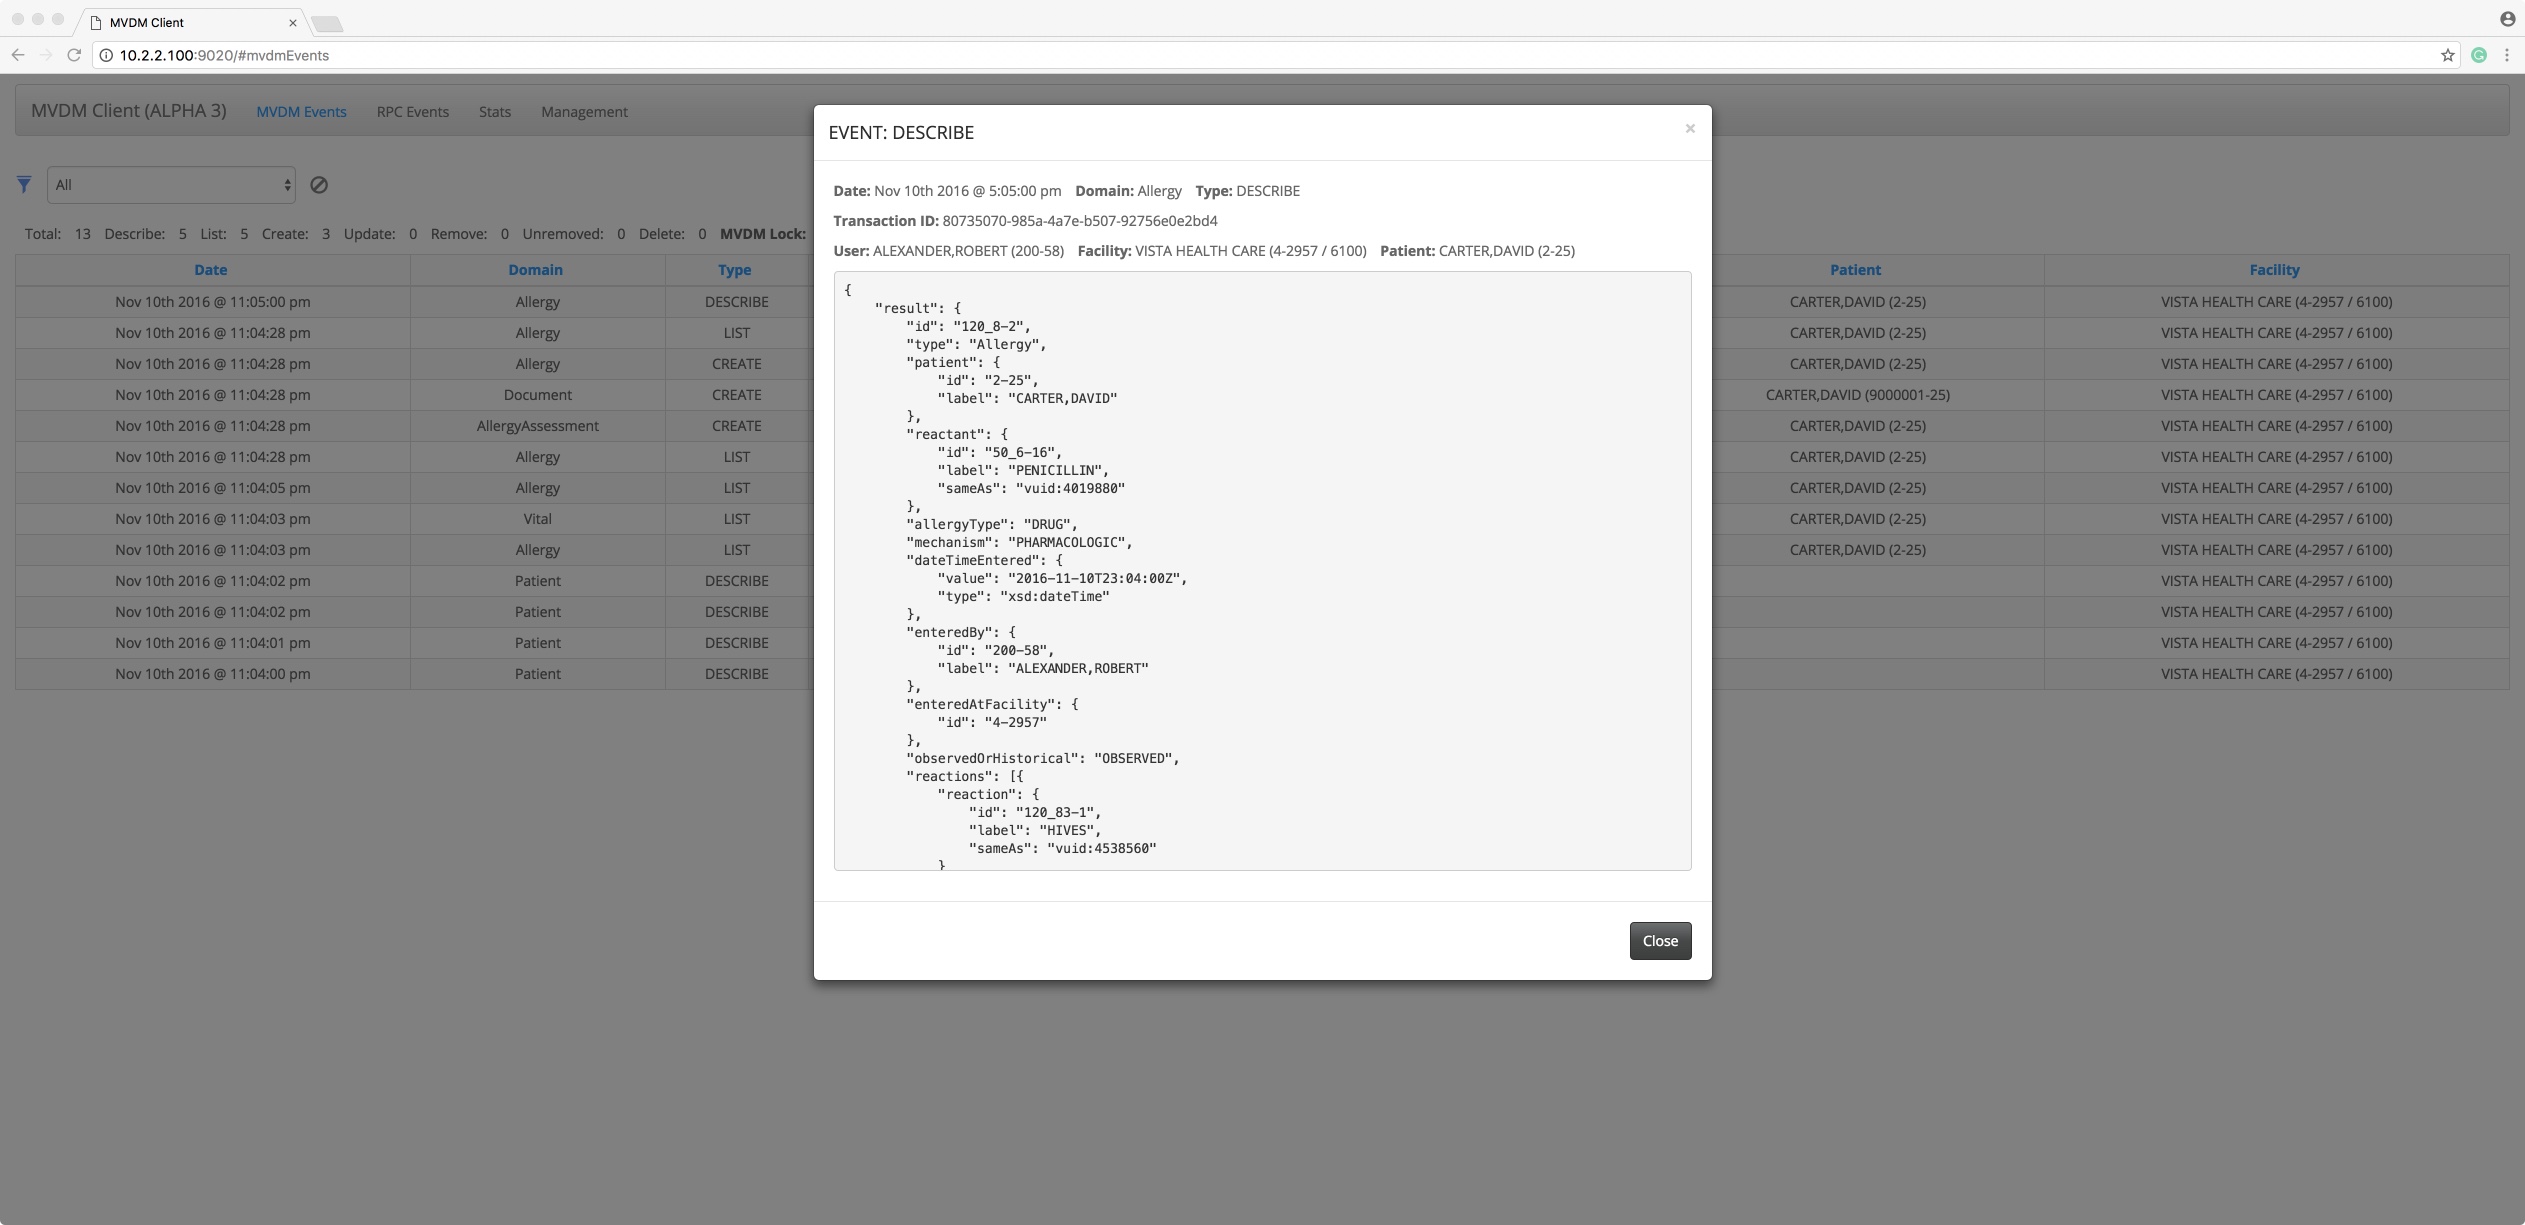 MVDM Client
10.2.2.100:9020/#mvdmEvents
MVDM Client (ALPHA 3) MVDM Events RPC Events Stats Management
All
Total: 13 Describe: 5 List: 5 Create: 3 Update: 0 Remove: 0 Unremoved: 0 Delete: 0 MVDM Lock:
Date Domain Type Patient Facility
Nov 10th 2016 @ 11:05:00 pm Allergy DESCRIBE CARTER,DAVID (2-25) VISTA HEALTH CARE (4-2957 / 6100)
Nov 10th 2016 @ 11:04:28 pm Allergy LIST CARTER,DAVID (2-25) VISTA HEALTH CARE (4-2957 / 6100)
Nov 10th 2016 @ 11:04:28 pm Allergy CREATE CARTER,DAVID (2-25) VISTA HEALTH CARE (4-2957 / 6100)
Nov 10th 2016 @ 11:04:28 pm Document CREATE CARTER,DAVID (9000001-25) VISTA HEALTH CARE (4-2957 / 6100)
Nov 10th 2016 @ 11:04:28 pm AllergyAssessment CREATE CARTER,DAVID (2-25) VISTA HEALTH CARE (4-2957 / 6100)
Nov 10th 2016 @ 11:04:28 pm Allergy LIST CARTER,DAVID (2-25) VISTA HEALTH CARE (4-2957 / 6100)
Nov 10th 2016 @ 11:04:05 pm Allergy LIST CARTER,DAVID (2-25) VISTA HEALTH CARE (4-2957 / 6100)
Nov 10th 2016 @ 11:04:03 pm Vital LIST CARTER,DAVID (2-25) VISTA HEALTH CARE (4-2957 / 6100)
Nov 10th 2016 @ 11:04:03 pm Allergy LIST CARTER,DAVID (2-25) VISTA HEALTH CARE (4-2957 / 6100)
Nov 10th 2016 @ 11:04:02 pm Patient DESCRIBE VISTA HEALTH CARE (4-2957 / 6100)
Nov 10th 2016 @ 11:04:02 pm Patient DESCRIBE VISTA HEALTH CARE (4-2957 / 6100)
Nov 10th 2016 @ 11:04:01 pm Patient DESCRIBE VISTA HEALTH CARE (4-2957 / 6100)
Nov 10th 2016 @ 11:04:00 pm Patient DESCRIBE VISTA HEALTH CARE (4-2957 / 6100)
EVENT: DESCRIBE ×
Date: Nov 10th 2016 @ 5:05:00 pm Domain: Allergy Type: DESCRIBE
Transaction ID: 80735070-985a-4a7e-b507-92756e0e2bd4
User: ALEXANDER,ROBERT (200-58) Facility: VISTA HEALTH CARE (4-2957 / 6100) Patient: CARTER,DAVID (2-25)
{
"result": {
"id": "120_8-2",
"type": "Allergy",
"patient": {
"id": "2-25",
"label": "CARTER,DAVID"
},
"reactant": {
"id": "50_6-16",
"label": "PENICILLIN",
"sameAs": "vuid:4019880"
},
"allergyType": "DRUG",
"mechanism": "PHARMACOLOGIC",
"dateTimeEntered": {
"value": "2016-11-10T23:04:00Z",
"type": "xsd:dateTime"
},
"enteredBy": {
"id": "200-58",
"label": "ALEXANDER,ROBERT"
},
"enteredAtFacility": {
"id": "4-2957"
},
"observedOrHistorical": "OBSERVED",
"reactions": [{
"reaction": {
"id": "120_83-1",
"label": "HIVES",
"sameAs": "vuid:4538560"
}
Close